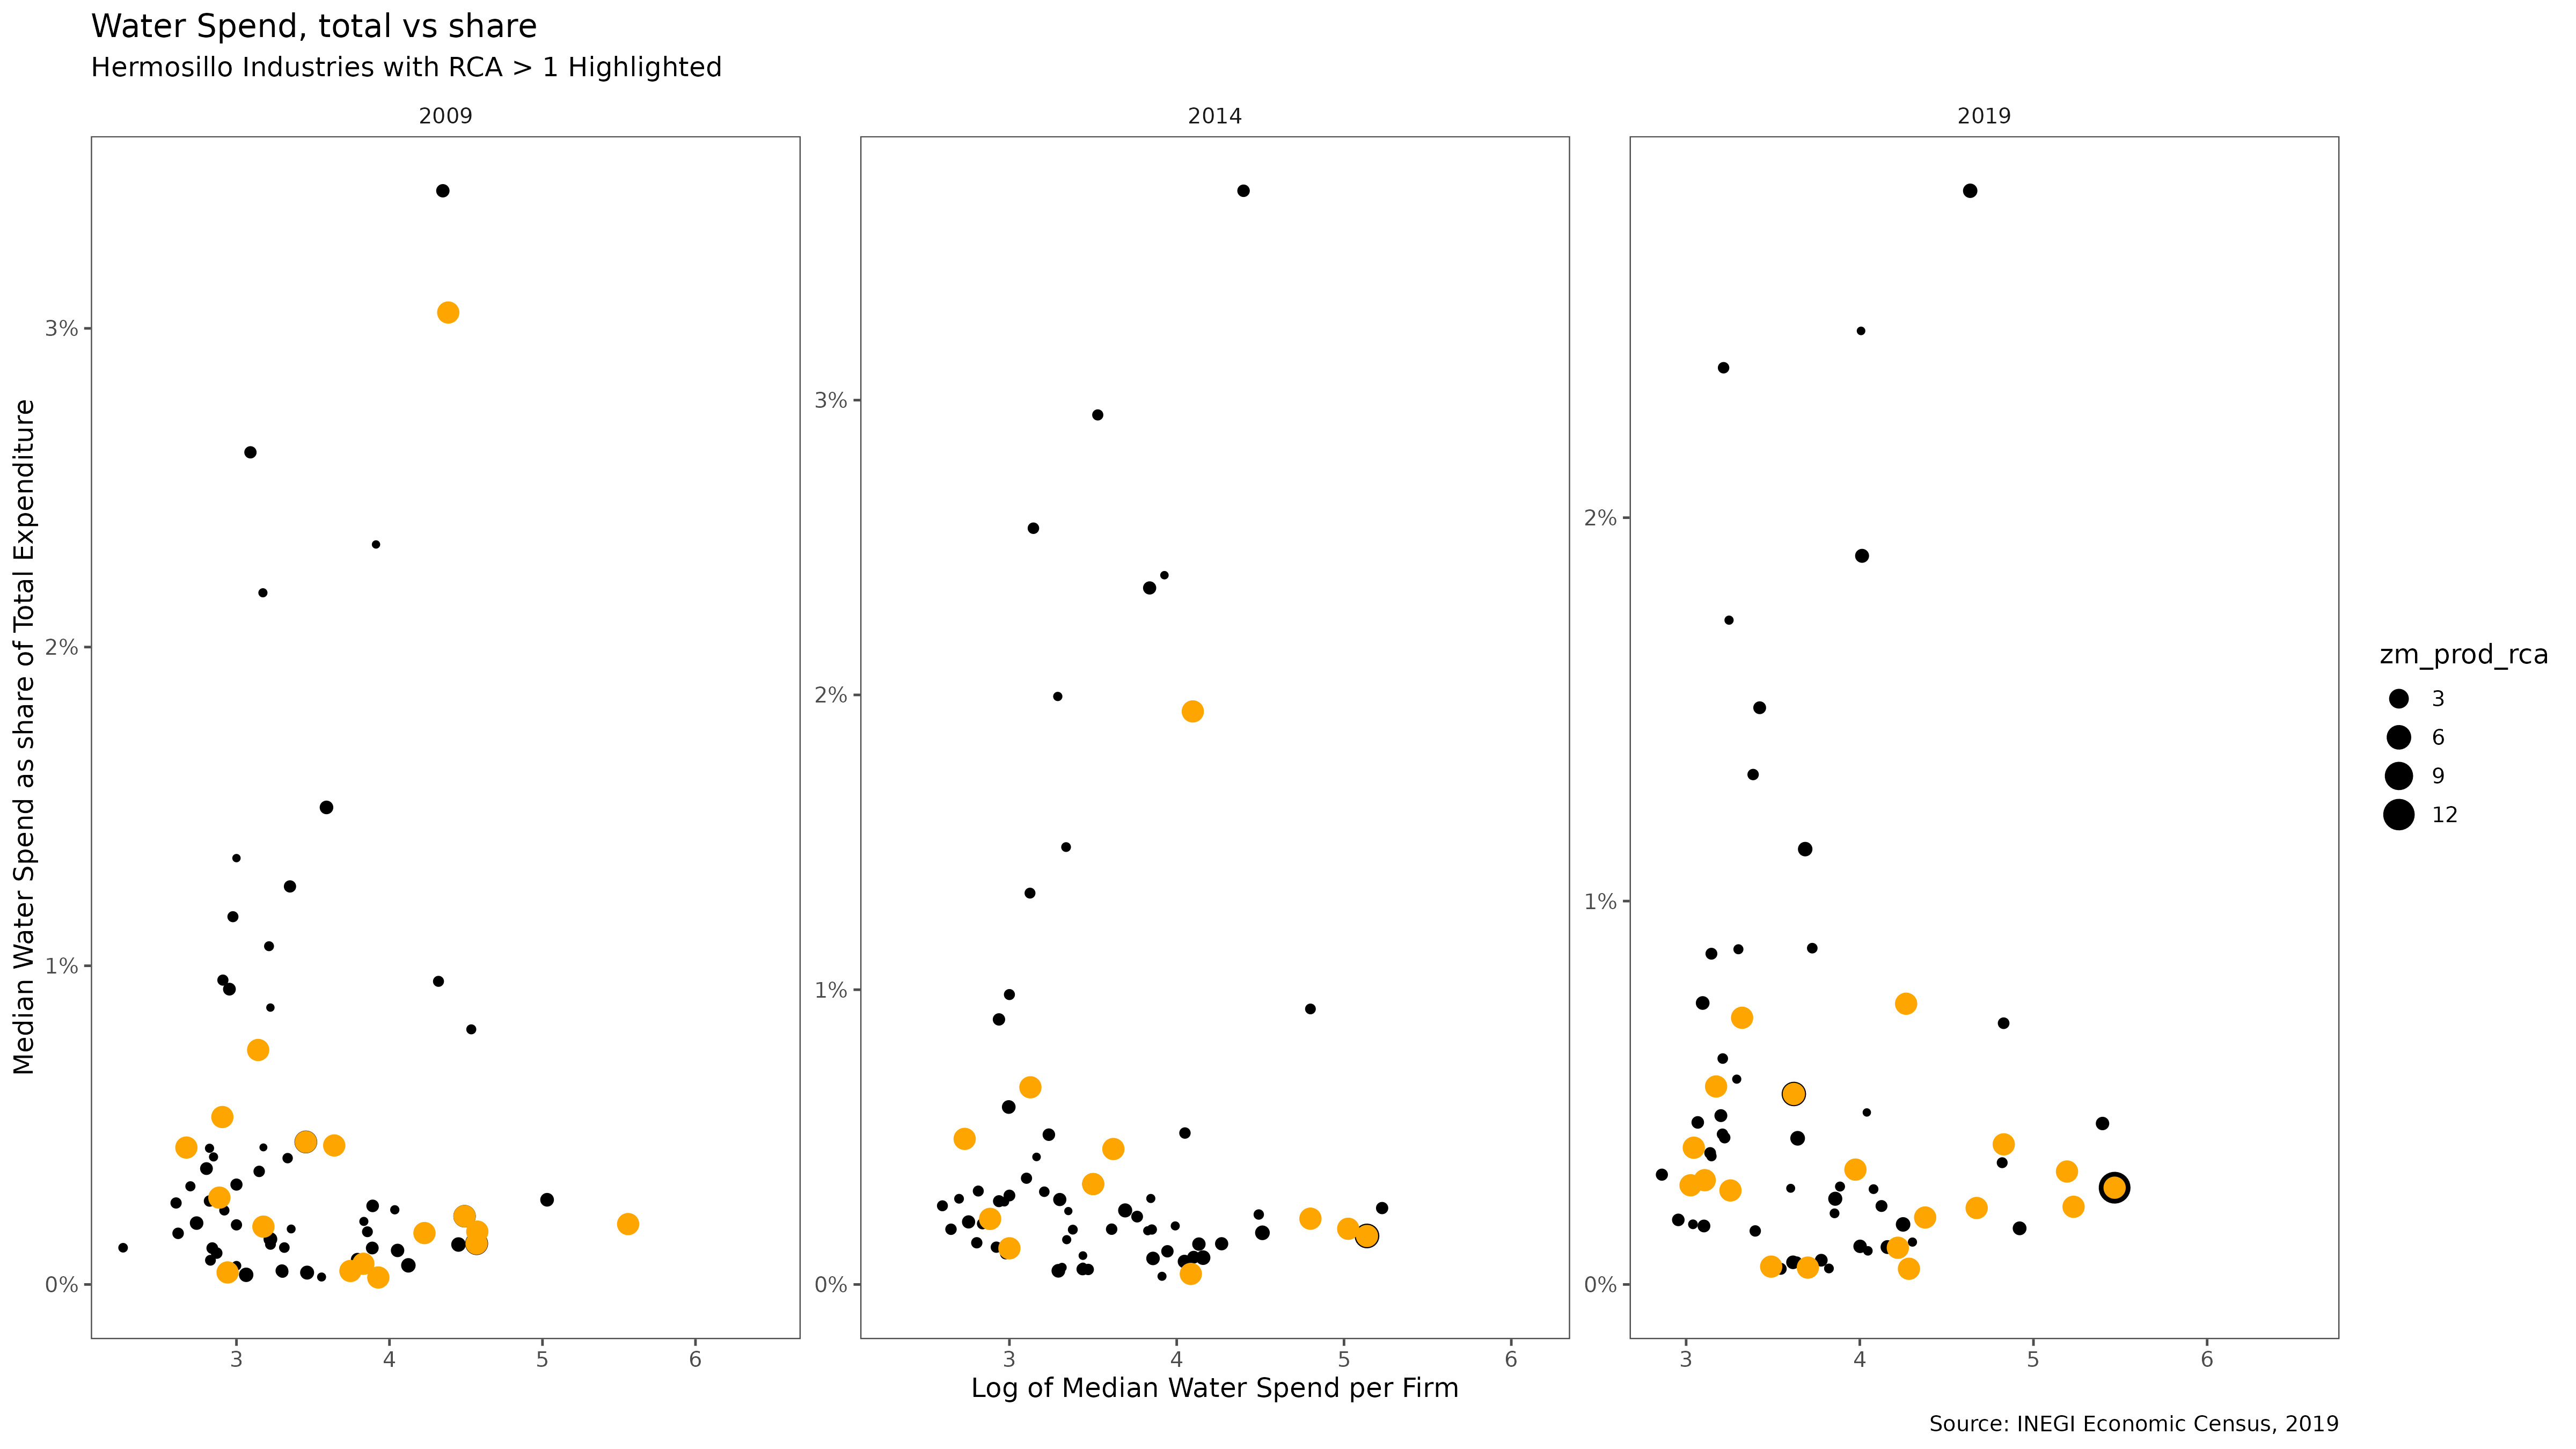 Water Spend, total vs share
Hermosillo Industries with RCA > 1 Highlighted
2009
2014
2019
Median Water Spend as share of Total Expenditure
3%
2%
1%
0%
3%
2%
1%
0%
2%
1%
0%
3 4 5 6
3 4 5 6
3 4 5 6
Log of Median Water Spend per Firm
zm_prod_rca
3
6
9
12
Source: INEGI Economic Census, 2019